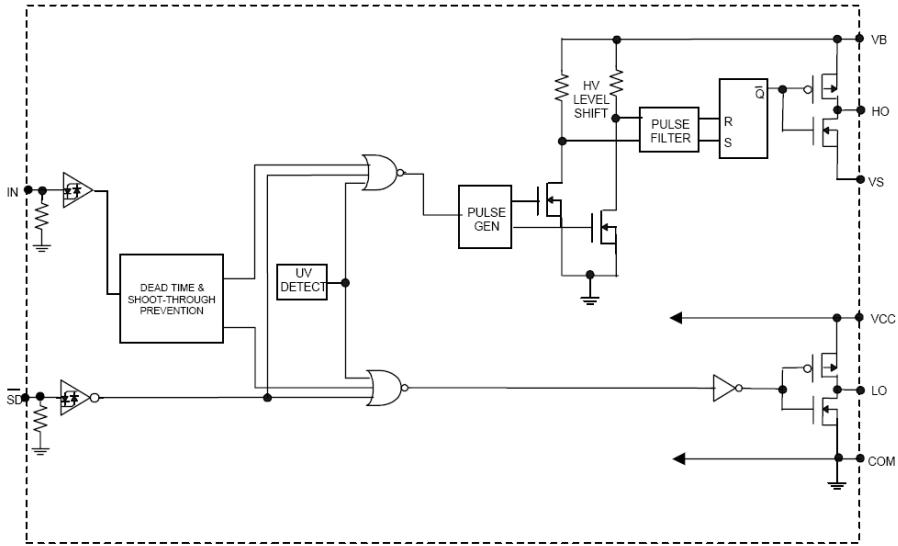 VB
HV
LEVEL
SHIFT
Q̅
HO
PULSE
FILTER
R
S
VS
IN
PULSE
GEN
UV
DETECT
DEAD TIME &
SHOOT-THROUGH
PREVENTION
VCC
S̅D̅
LO
COM